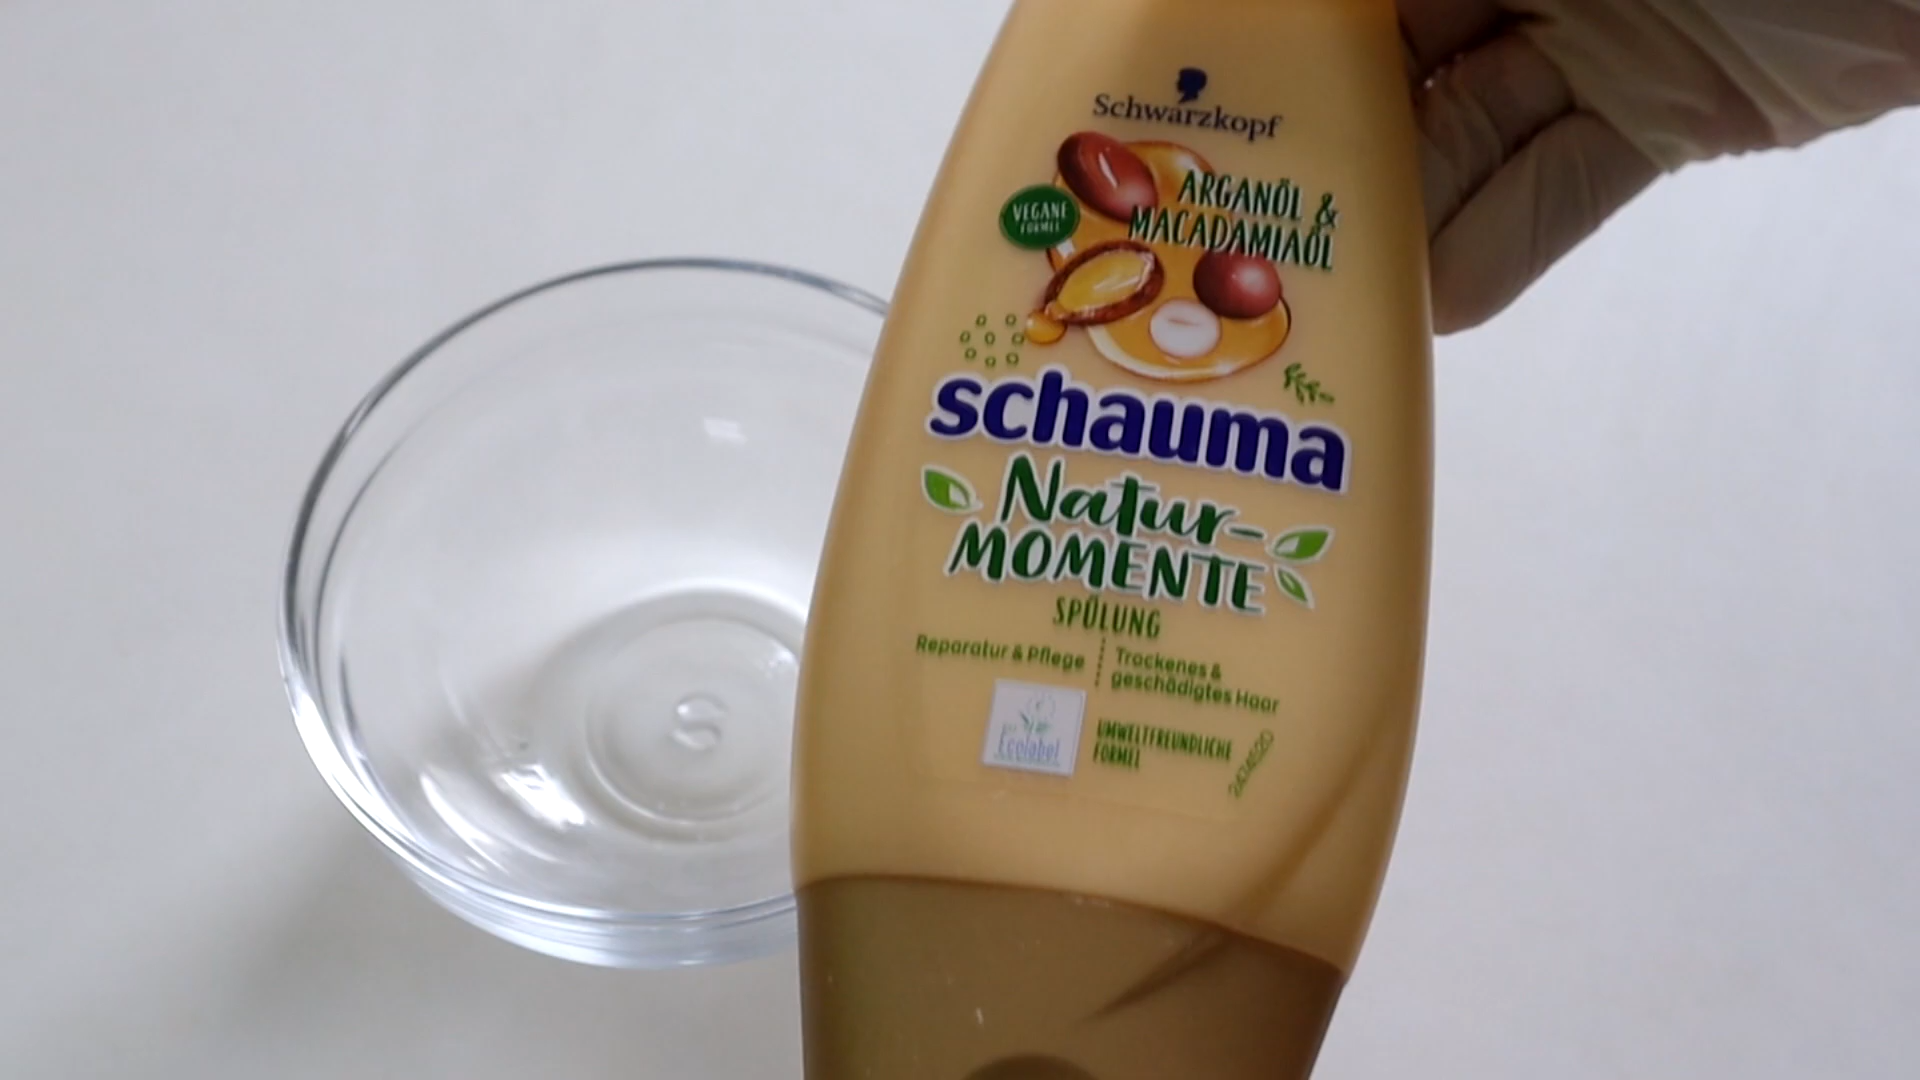 Schwarzkopf
VEGANE
FORMEL
ARGANÖL &
MACADAMIAÖL
schauma
Natur-
MOMENTE
SPÜLUNG
Reparatur & Pflege
Trockenes &
geschädigtes Haar
Ecolabel
UMWELTFREUNDLICHE
FORMEL